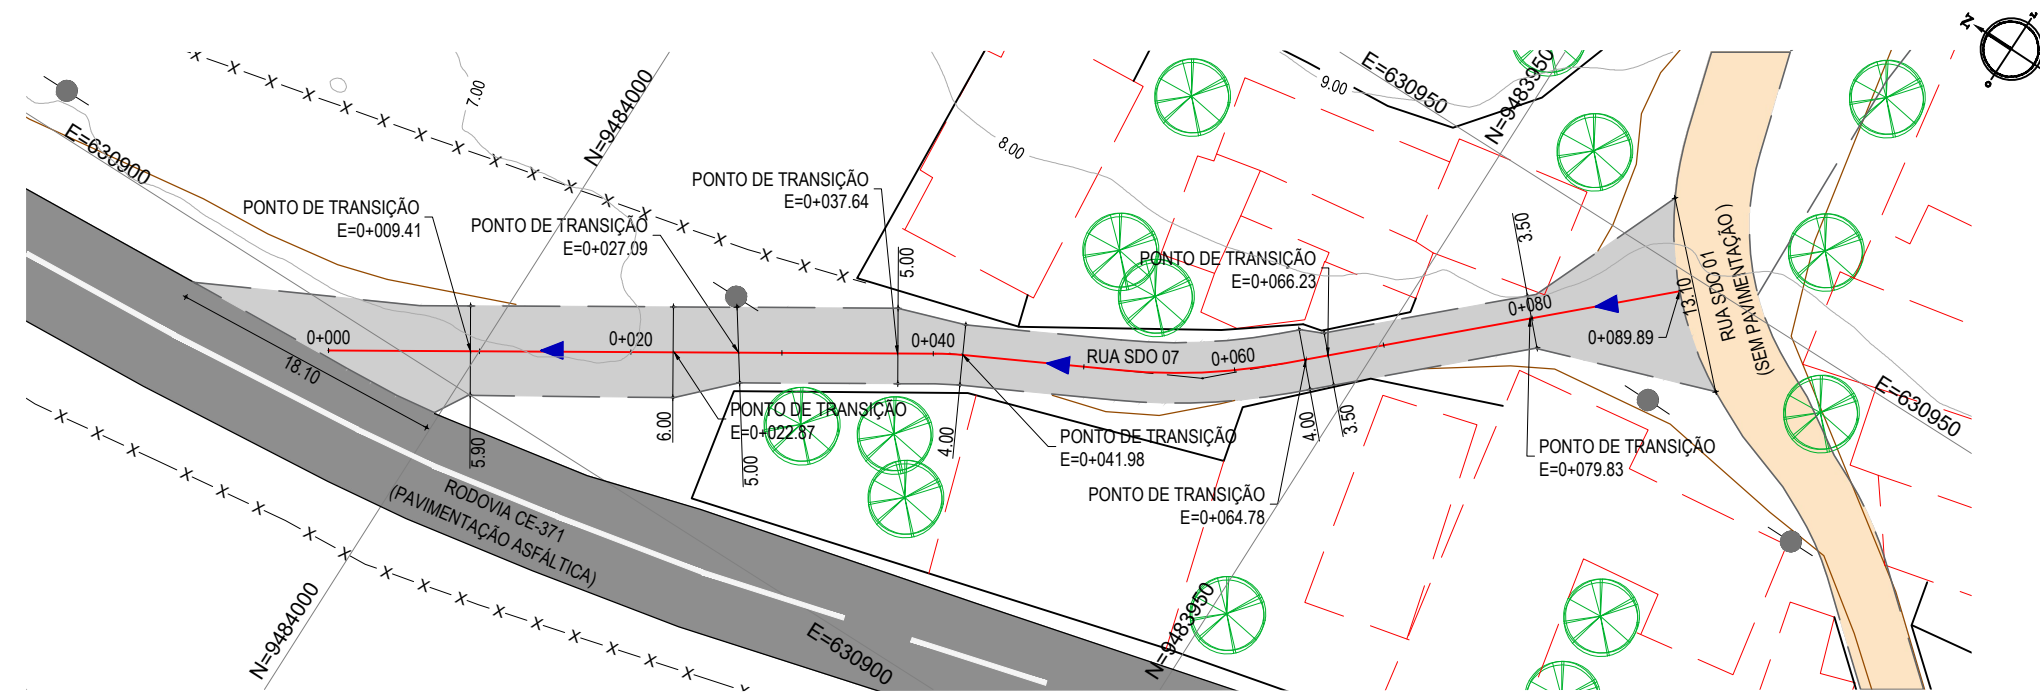 N
E=630900
7.00
N=9484000
PONTO DE TRANSIÇÃO
E=0+009.41
PONTO DE TRANSIÇÃO
E=0+027.09
PONTO DE TRANSIÇÃO
E=0+037.64
5.00
8.00
9.00
E=630950
N=9483950
PONTO DE TRANSIÇÃO
E=0+066.23
3.50
0+000
0+020
0+040
RUA SDO 07
0+060
0+080
0+089.89
13.10
RUA SDO 01
(SEM PAVIMENTAÇÃO )
18.10
5.90
6.00
5.00
PONTO DE TRANSIÇÃO
E=0+022.87
4.00
PONTO DE TRANSIÇÃO
E=0+041.98
PONTO DE TRANSIÇÃO
E=0+064.78
4.00
3.50
PONTO DE TRANSIÇÃO
E=0+079.83
E=630950
RODOVIA CE-371
(PAVIMENTAÇÃO ASFÁLTICA)
N=9484000
E=630900
N=9483950